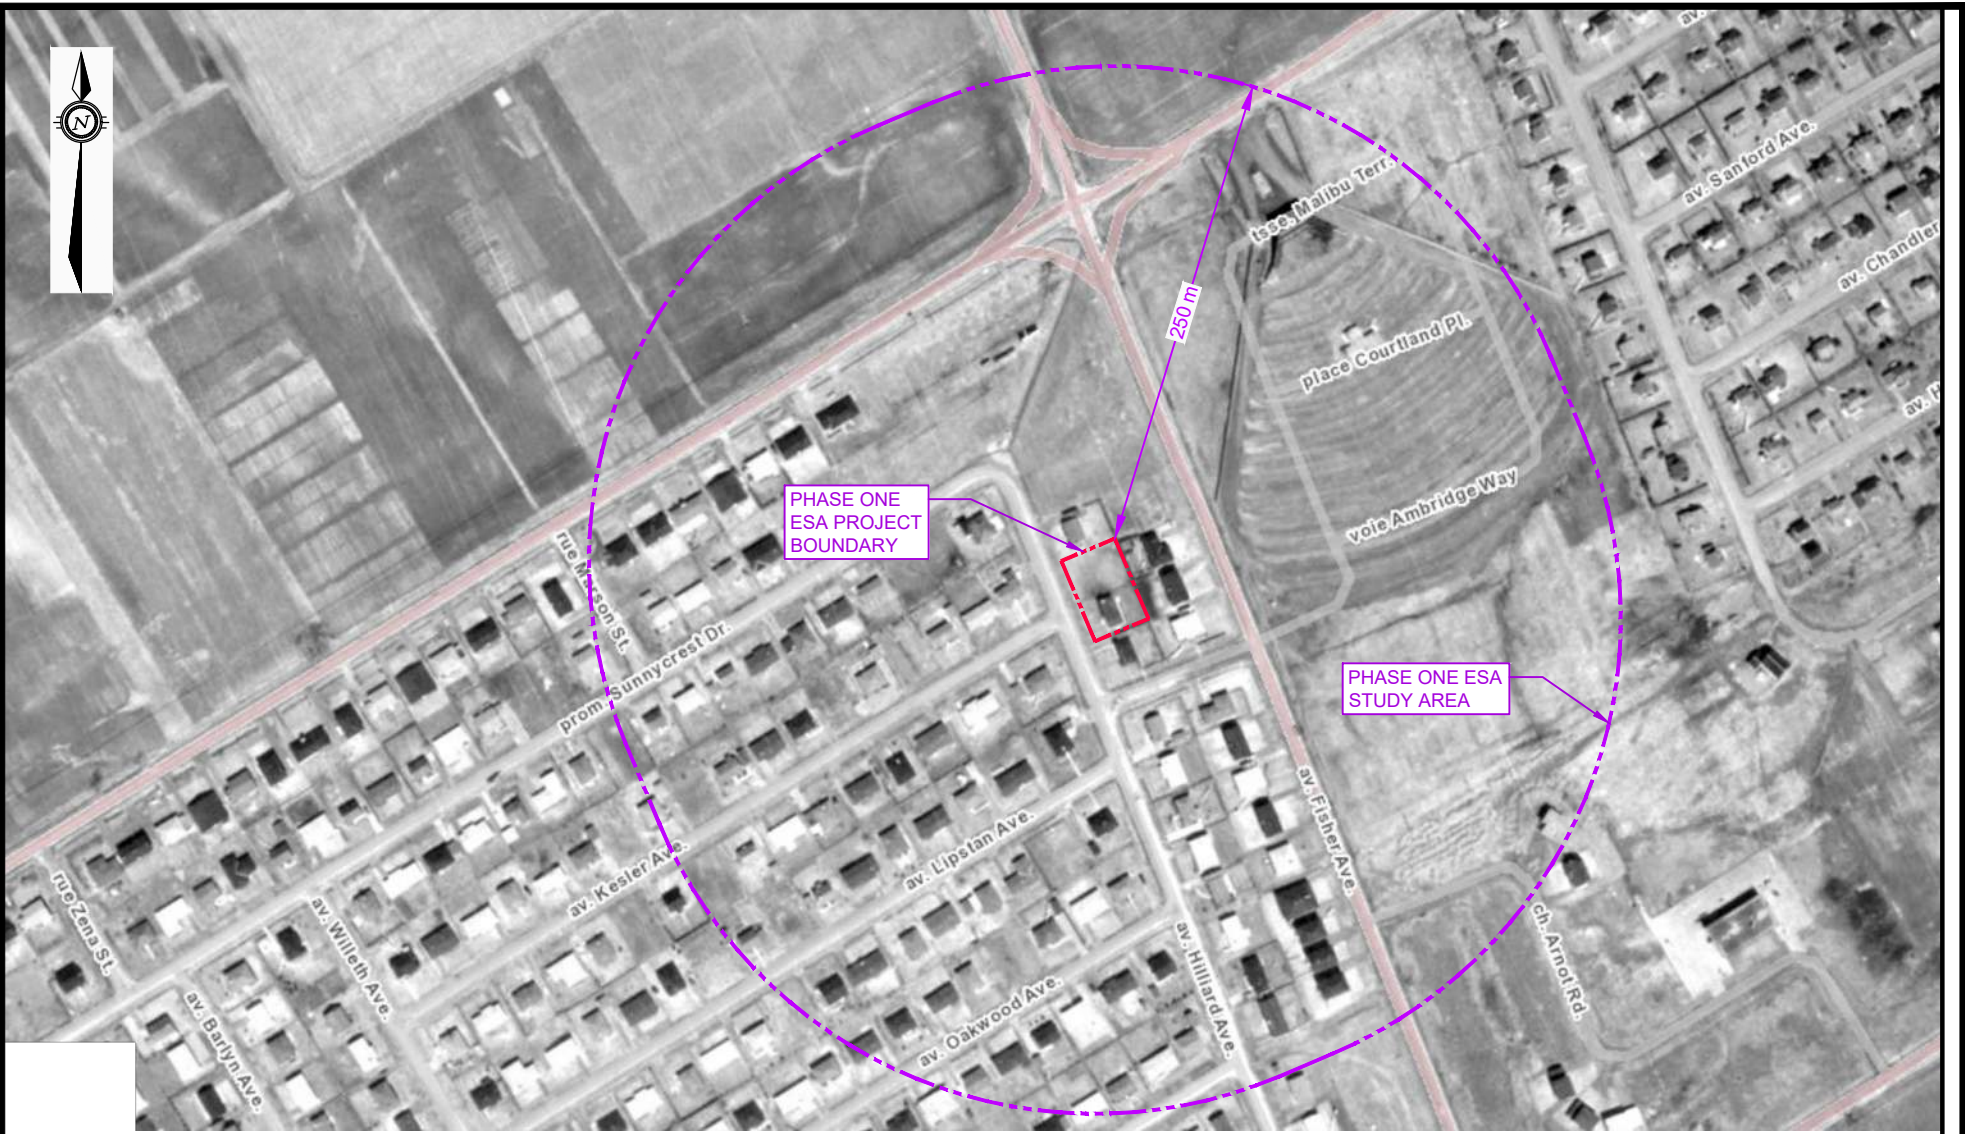 N
av. Sanford Ave.
tsse. Malibu Terr.
av. Chandler
250 m
place Courtland Pl.
av. H
voie Ambridge Way
PHASE ONE
ESA PROJECT
BOUNDARY
rue St.
prom. Sunnycrest Dr.
PHASE ONE ESA
STUDY AREA
av. Fisher Ave.
av. Kesler Ave.
av. Lipstan Ave.
rue Zena St.
av. Willeth Ave.
ch. Arnot Rd.
av. Hilliard Ave.
av. Barlyn Ave.
av. Oakwood Ave.